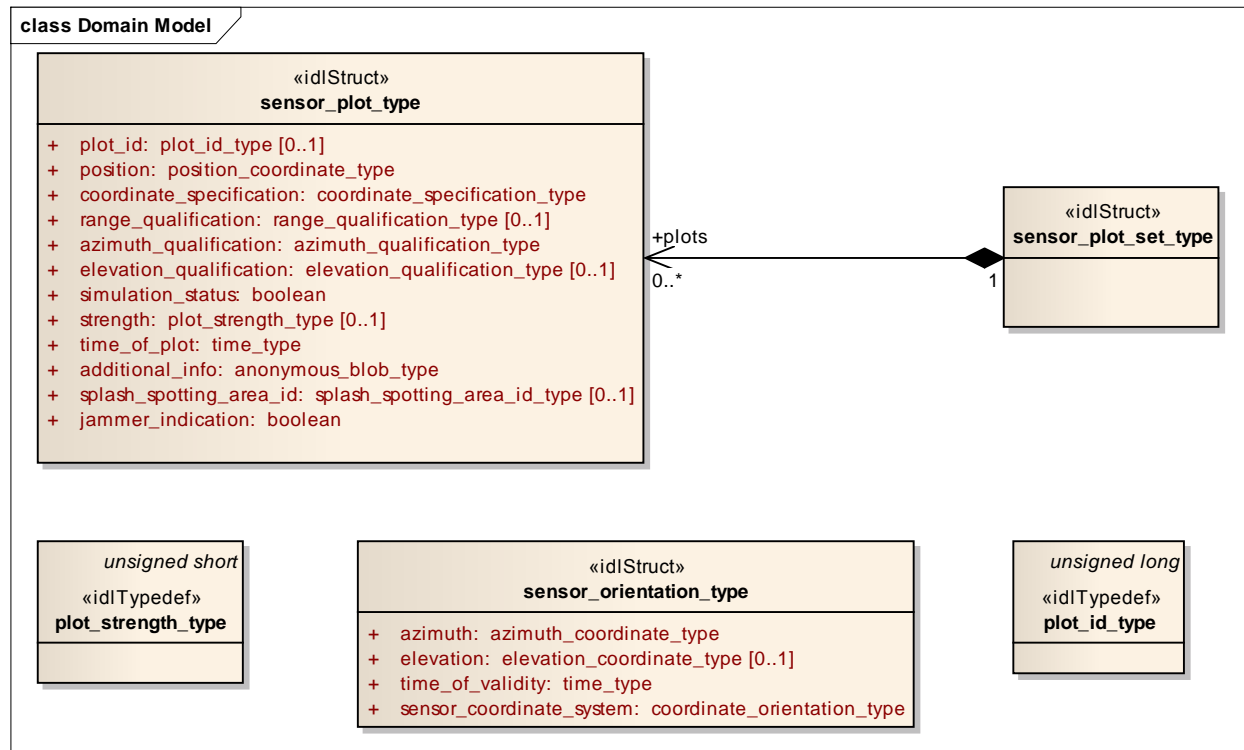 class Domain Model
«idlStruct»
sensor_plot_type
+ plot_id: plot_id_type [0..1]
+ position: position_coordinate_type
+ coordinate_specification: coordinate_specification_type
+ range_qualification: range_qualification_type [0..1]
+ azimuth_qualification: azimuth_qualification_type
+ elevation_qualification: elevation_qualification_type [0..1]
+ simulation_status: boolean
+ strength: plot_strength_type [0..1]
+ time_of_plot: time_type
+ additional_info: anonymous_blob_type
+ splash_spotting_area_id: splash_spotting_area_id_type [0..1]
+ jammer_indication: boolean
+plots
0..*
1
«idlStruct»
sensor_plot_set_type
unsigned short
«idlTypedef»
plot_strength_type
«idlStruct»
sensor_orientation_type
+ azimuth: azimuth_coordinate_type
+ elevation: elevation_coordinate_type [0..1]
+ time_of_validity: time_type
+ sensor_coordinate_system: coordinate_orientation_type
unsigned long
«idlTypedef»
plot_id_type